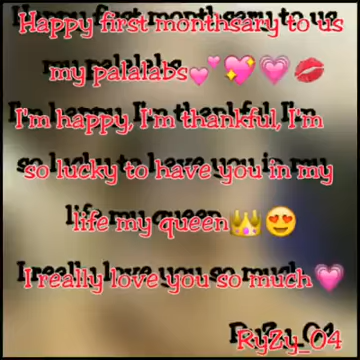 Happy first monthsary to us
my palalabs💕💖💗💋
I'm happy, I'm thankful, I'm
so lucky to have you in my
life my queen👑😍
I really love you so much💗
RyZy_04